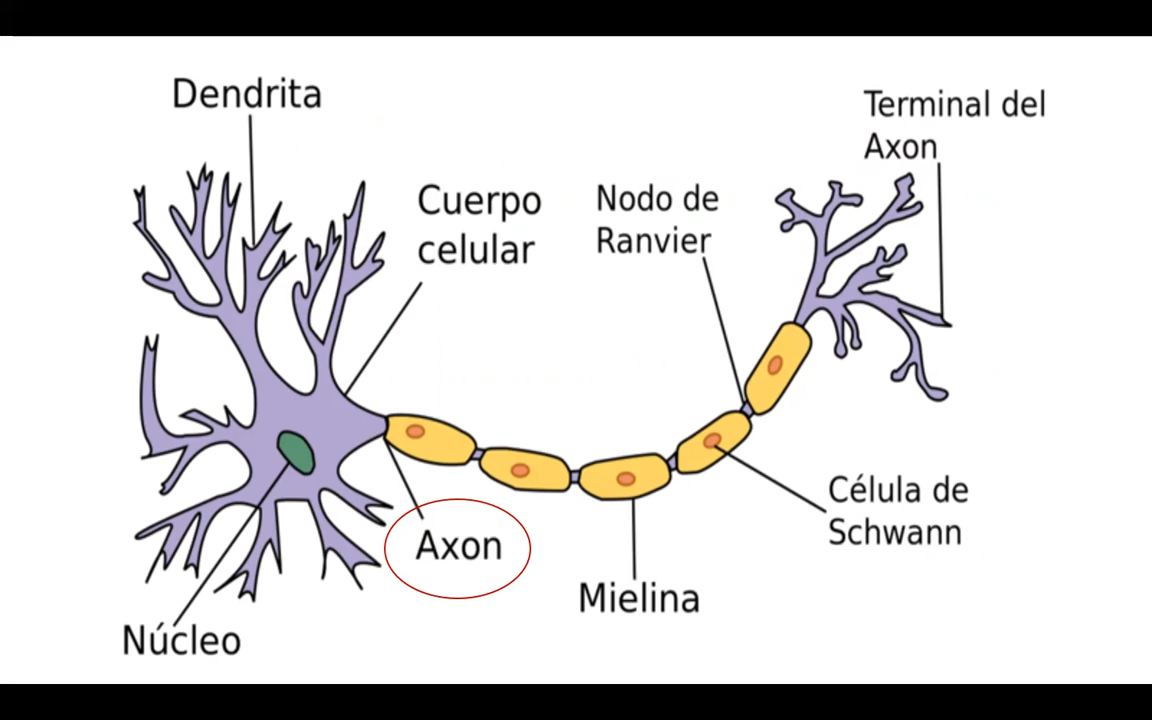 Dendrita
Terminal del
Axon
Cuerpo
celular
Nodo de
Ranvier
Célula de
Schwann
Axon
Mielina
Núcleo